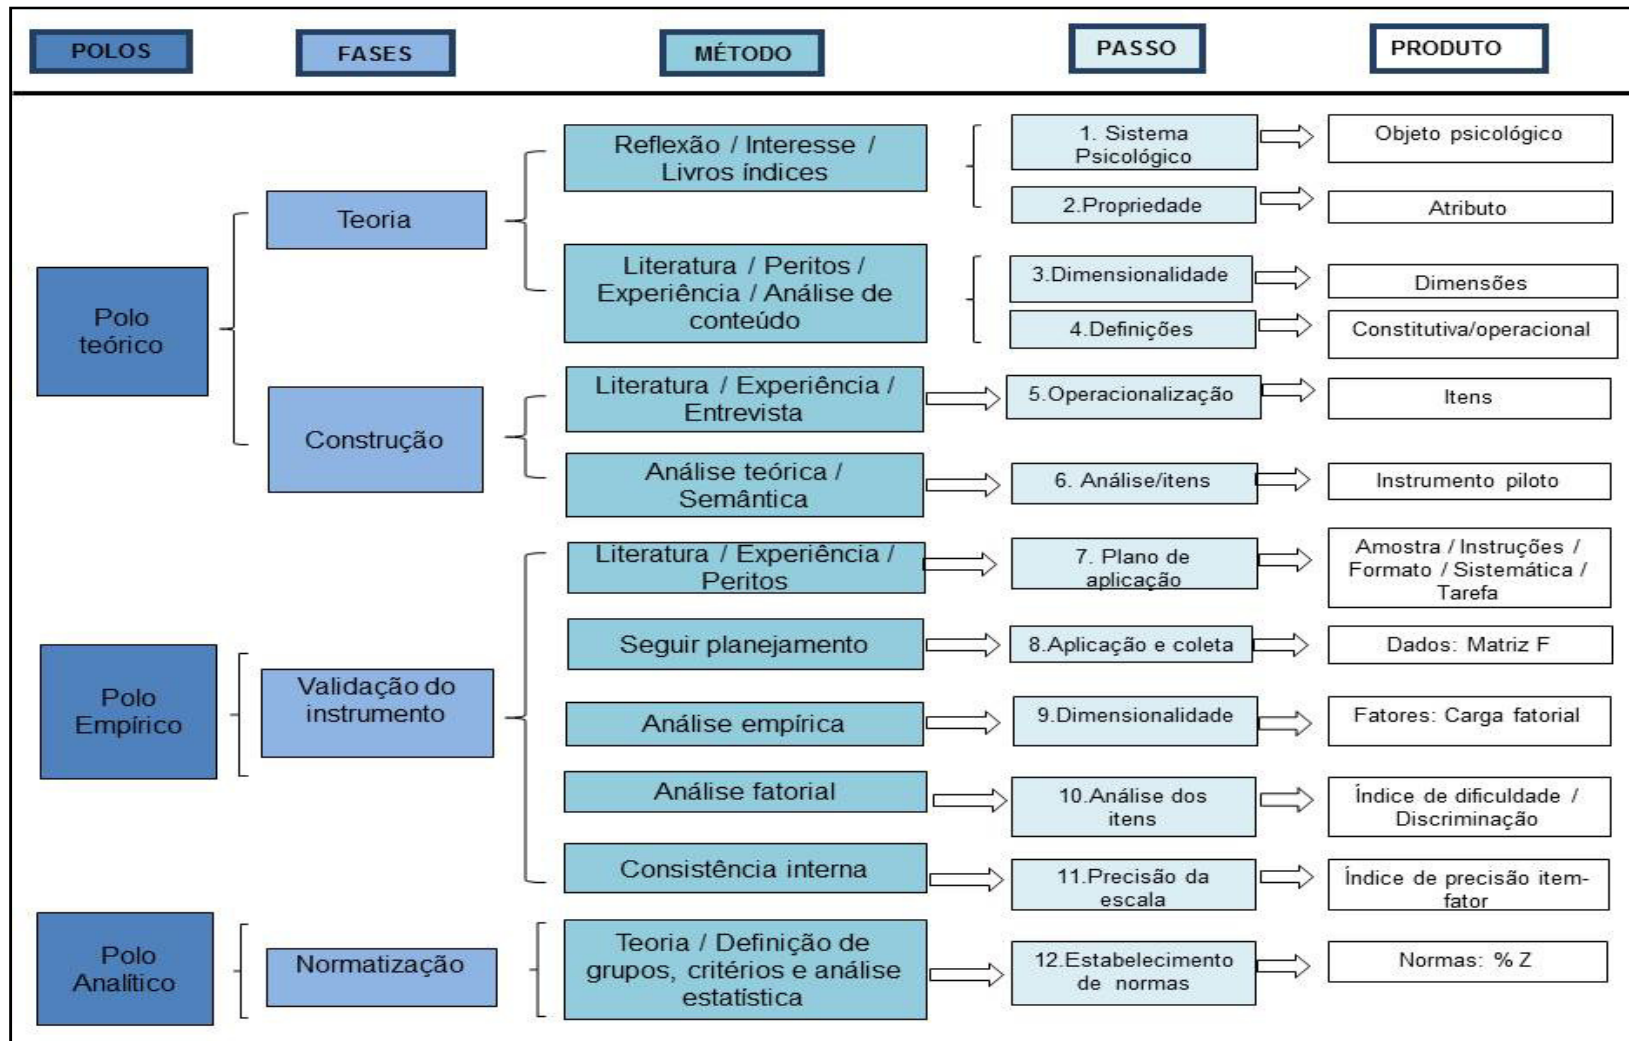 POLOS
FASES
MÉTODO
PASSO
PRODUTO
Polo
teórico
Teoria
Reflexão / Interesse /
Livros índices
1. Sistema
Psicológico
Objeto psicológico
2.Propriedade
Atributo
Literatura / Peritos /
Experiência / Análise de
conteúdo
3.Dimensionalidade
Dimensões
4.Definições
Constitutiva/operacional
Construção
Literatura / Experiência /
Entrevista
5.Operacionalização
Itens
Análise teórica /
Semântica
6. Análise/itens
Instrumento piloto
Polo
Empírico
Validação do
instrumento
Literatura / Experiência /
Peritos
7. Plano de
aplicação
Amostra / Instruções /
Formato / Sistemática /
Tarefa
Seguir planejamento
8.Aplicação e coleta
Dados: Matriz F
Análise empírica
9.Dimensionalidade
Fatores: Carga fatorial
Análise fatorial
10.Análise dos
itens
Índice de dificuldade /
Discriminação
Consistência interna
11.Precisão da
escala
Índice de precisão item-
fator
Polo
Analítico
Normatização
Teoria / Definição de
grupos, critérios e análise
estatística
12.Estabelecimento
de normas
Normas: % Z